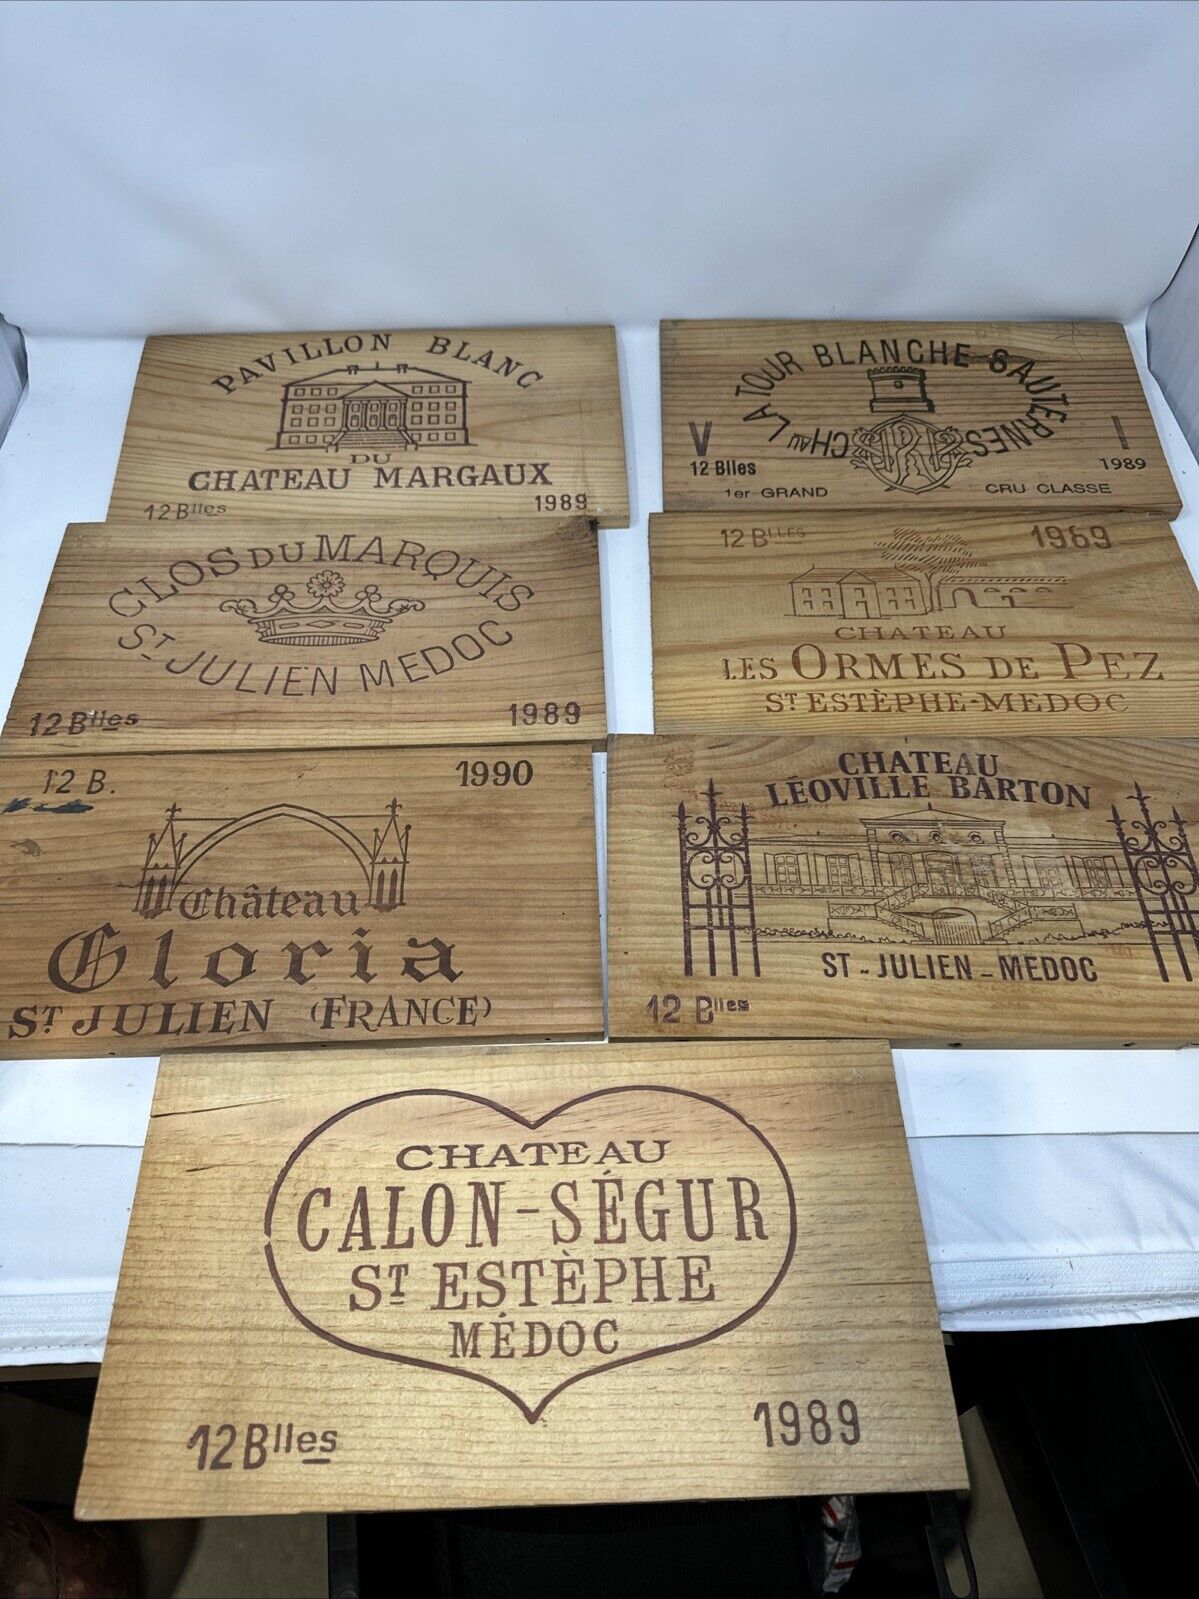 PAVILLON BLANC
DU
CHATEAU MARGAUX
12 Blles
1989
CHAU LA TOUR BLANCHE-SAUTERNES
V
I
12 Blles
1989
1er GRAND
CRU CLASSE
CLOS DU MARQUIS
ST JULIEN MEDOC
12 Blles
1989
12 BLLES
1989
CHATEAU
LES ORMES DE PEZ
ST ESTÈPHE-MEDOC
12 B.
1990
Château
Gloria
ST JULIEN (FRANCE)
CHATEAU
LÉOVILLE BARTON
ST-JULIEN-MEDOC
12 Blles
CHATEAU
CALON-SÉGUR
ST ESTÈPHE
MÉDOC
12 Blles
1989